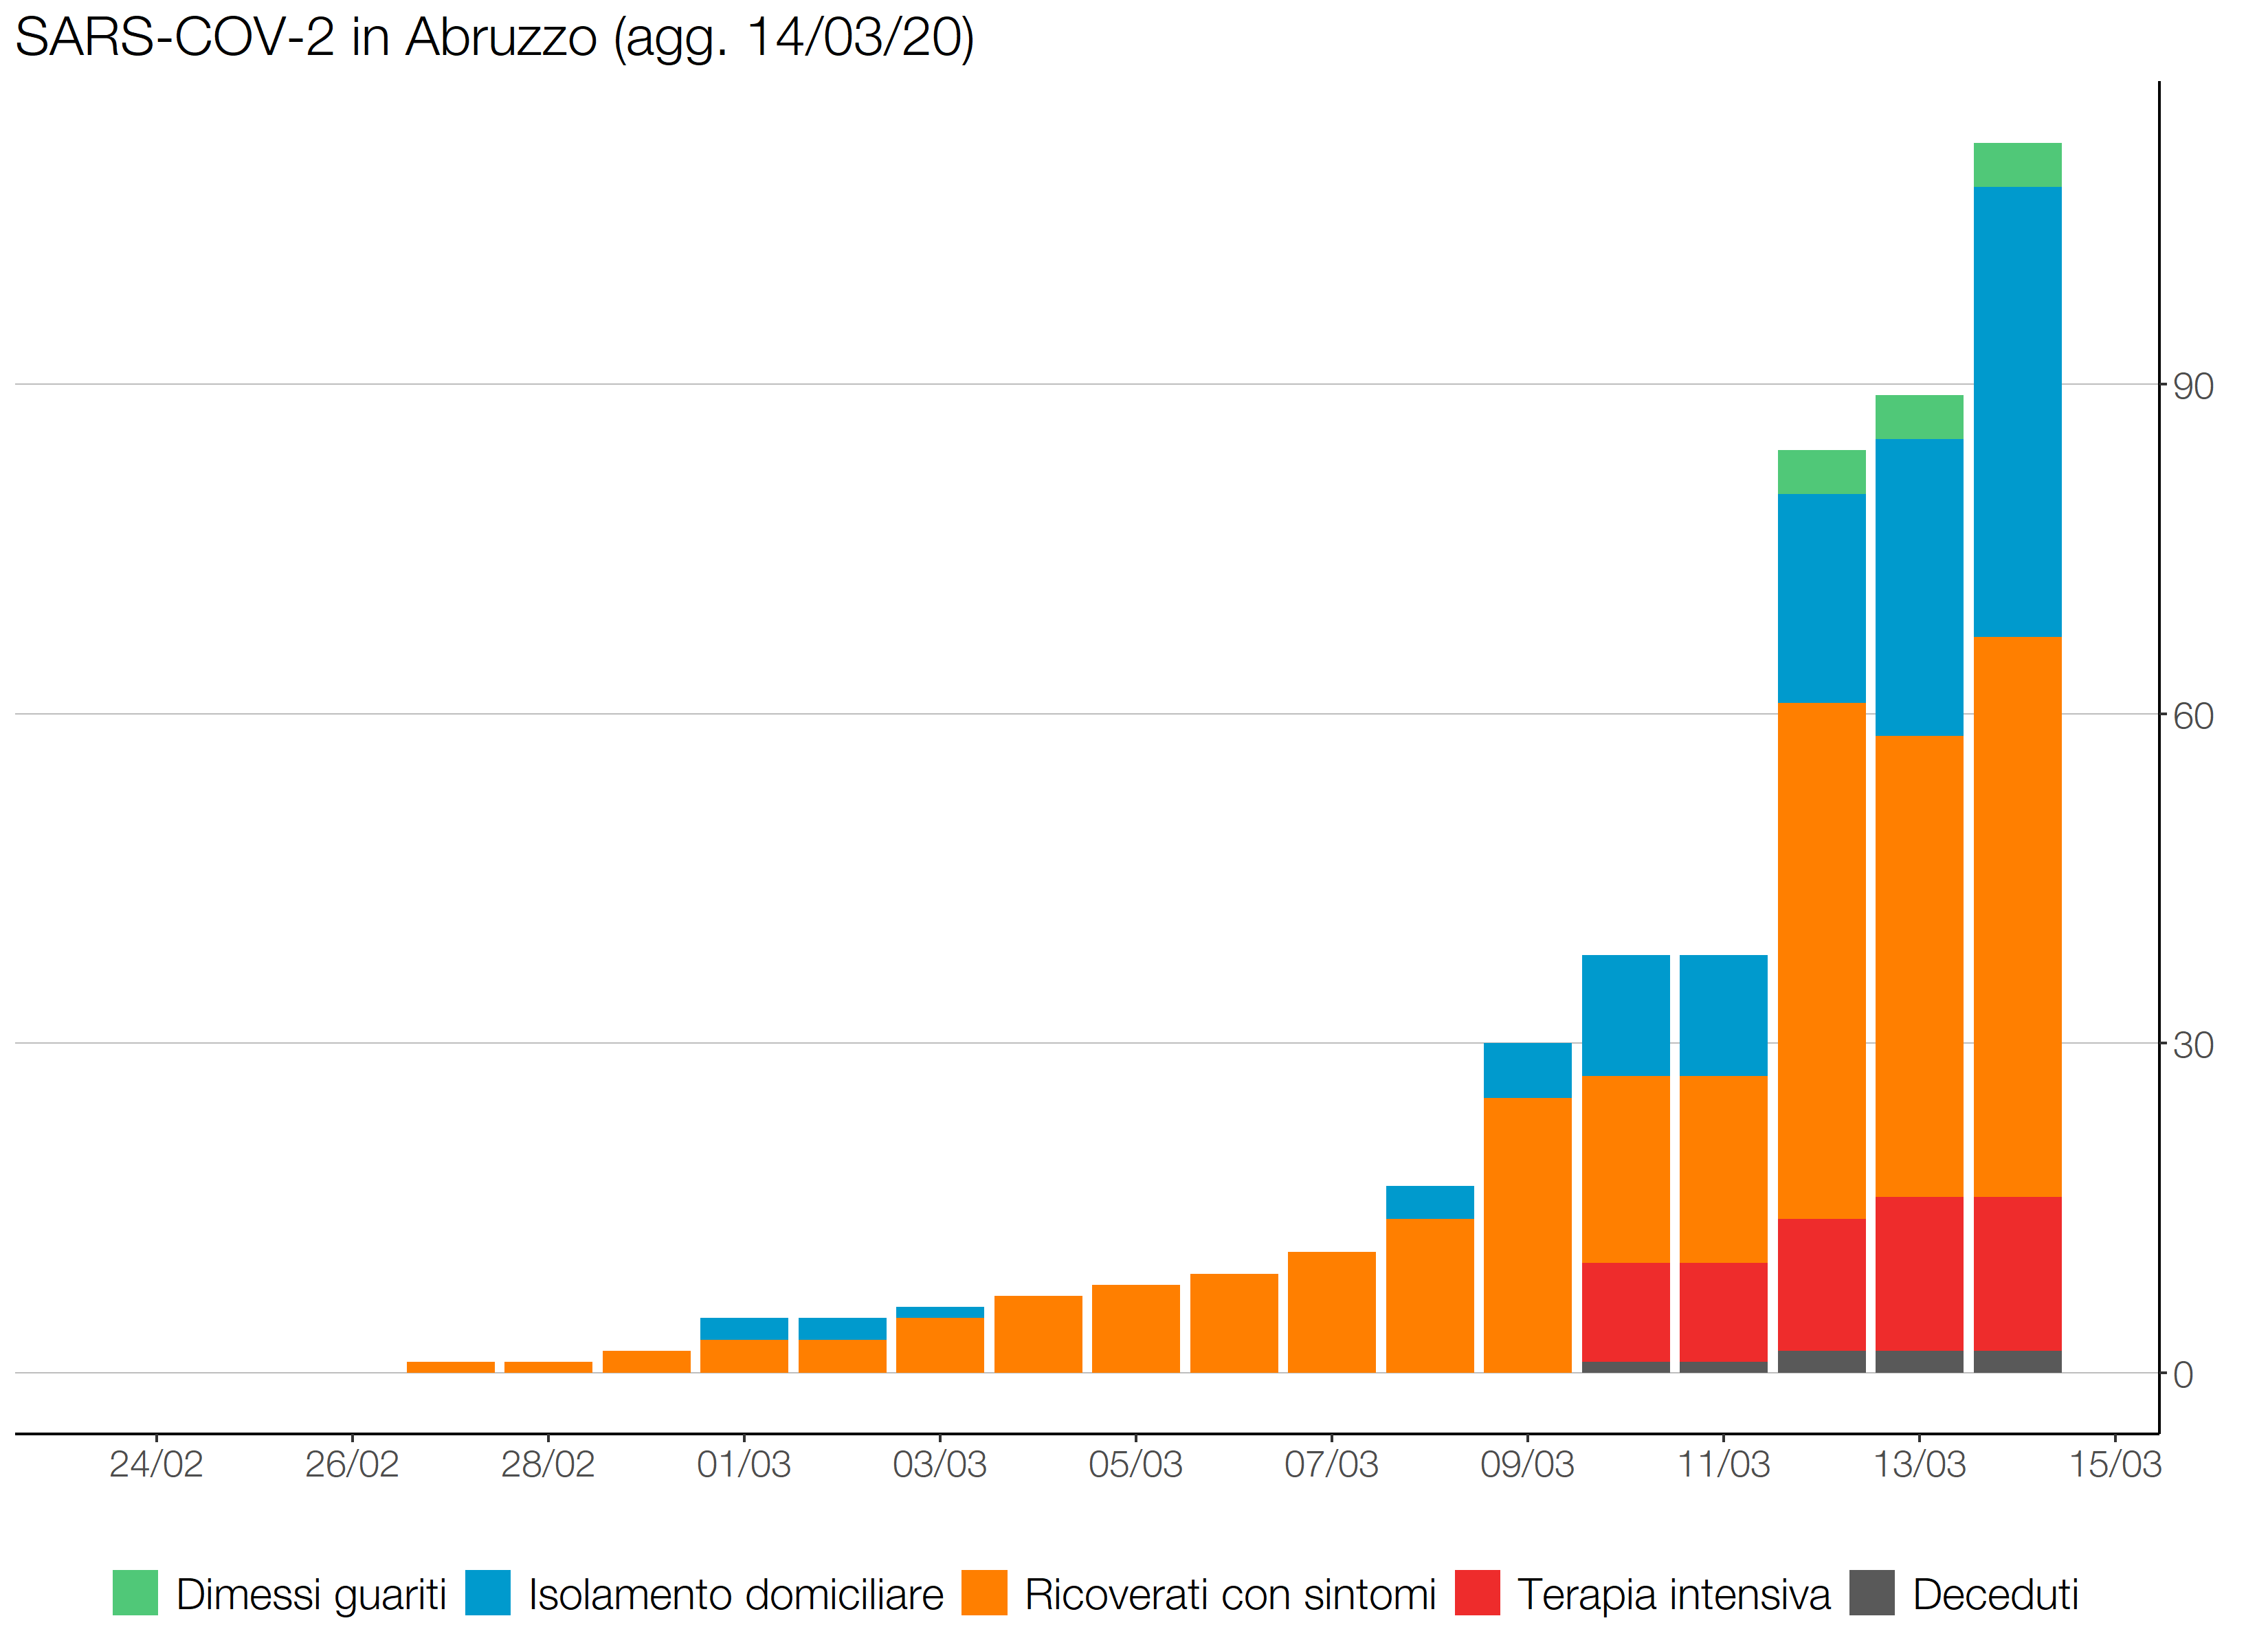 SARS-COV-2 in Abruzzo (agg. 14/03/20)
90
60
30
0
24/02 26/02 28/02 01/03 03/03 05/03 07/03 09/03 11/03 13/03 15/03
Dimessi guariti Isolamento domiciliare Ricoverati con sintomi Terapia intensiva Deceduti